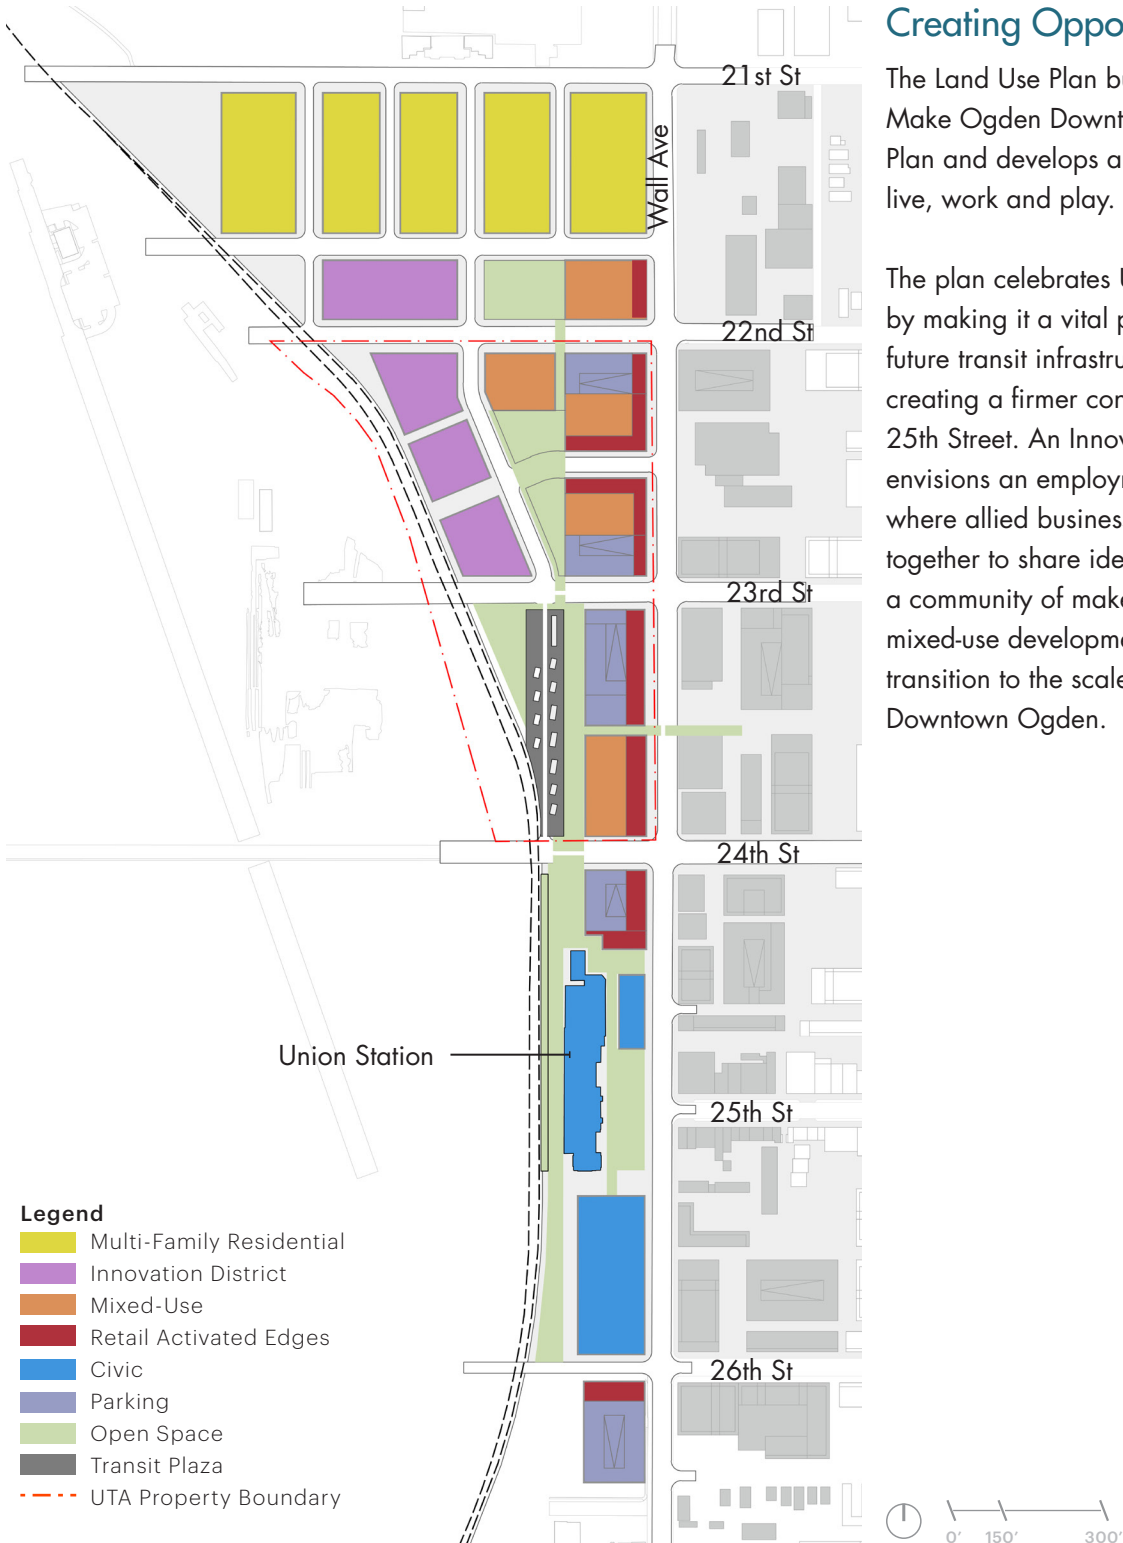 Creating Oppo
The Land Use Plan bu
Make Ogden Downt
Plan and develops a
live, work and play.
The plan celebrates U
by making it a vital p
future transit infrastru
creating a firmer con
25th Street. An Innov
envisions an employm
where allied business
together to share ide
a community of make
mixed-use developme
transition to the scale
Downtown Ogden.
21st St
Wall Ave
22nd St
23rd St
24th St
Union Station
25th St
26th St
Legend
Multi-Family Residential
Innovation District
Mixed-Use
Retail Activated Edges
Civic
Parking
Open Space
Transit Plaza
UTA Property Boundary
0' 150' 300'